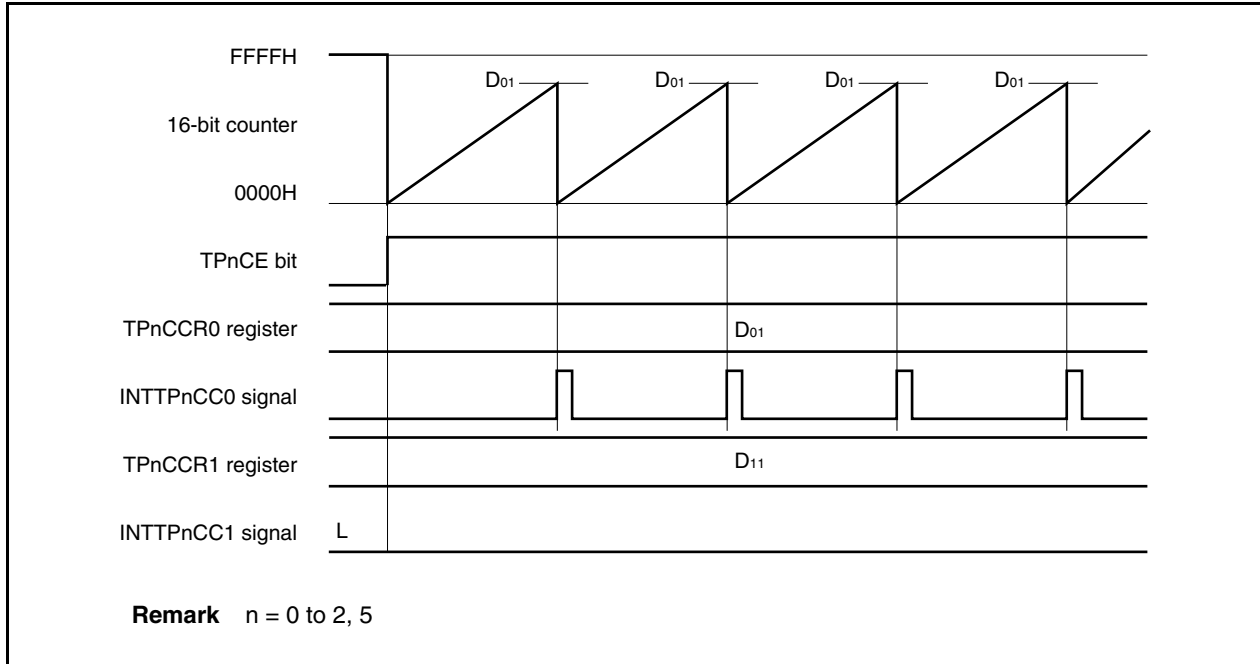 FFFFH
D01 D01 D01 D01
16-bit counter
0000H
TPnCE bit
TPnCCR0 register D01
INTTPnCC0 signal
TPnCCR1 register D11
INTTPnCC1 signal L
Remark n = 0 to 2, 5